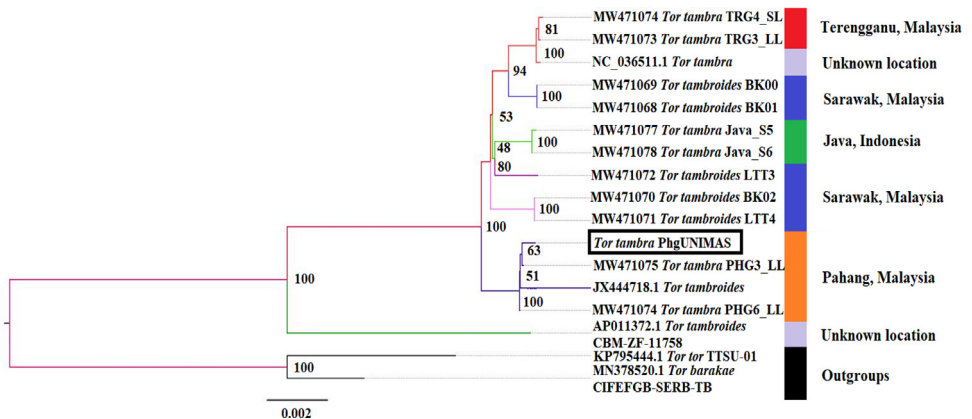 MW471074 Tor tambra TRG4_SL
81
MW471073 Tor tambra TRG3_LL
Terengganu, Malaysia
100
NC_036511.1 Tor tambra
Unknown location
94
MW471069 Tor tambroides BK00
100
MW471068 Tor tambroides BK01
Sarawak, Malaysia
53
MW471077 Tor tambra Java_S5
100
Java, Indonesia
48
MW471078 Tor tambra Java_S6
80
MW471072 Tor tambroides LTT3
MW471070 Tor tambroides BK02
Sarawak, Malaysia
100
MW471071 Tor tambroides LTT4
100
Tor tambra PhgUNIMAS
63
MW471075 Tor tambra PHG3_LL
51
Pahang, Malaysia
100
JX444718.1 Tor tambroides
100
MW471074 Tor tambra PHG6_LL
AP011372.1 Tor tambroides
CBM-ZF-11758
Unknown location
KP795444.1 Tor tor TTSU-01
100
MN378520.1 Tor barakae
CIFEFGB-SERB-TB
Outgroups
0.002